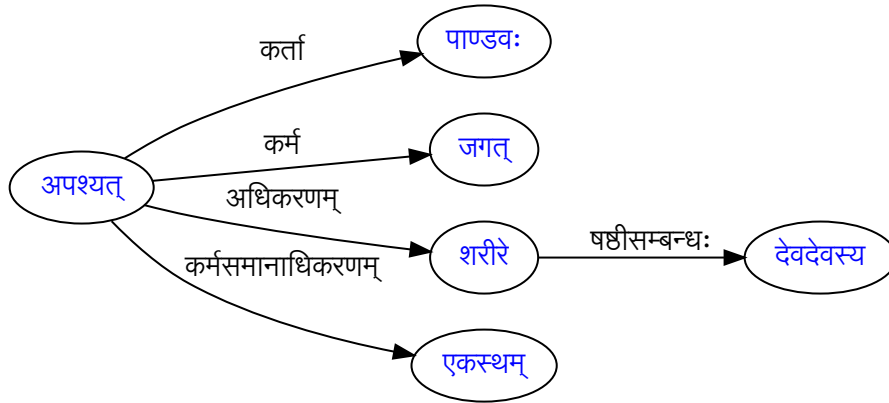 पाण्डवः
कर्ता
कर्म
जगत्
अपश्यत्
अधिकरणम्
षष्ठीसम्बन्धः
शरीरे
देवदेवस्य
कर्मसमानाधिकरणम्
एकस्थम्